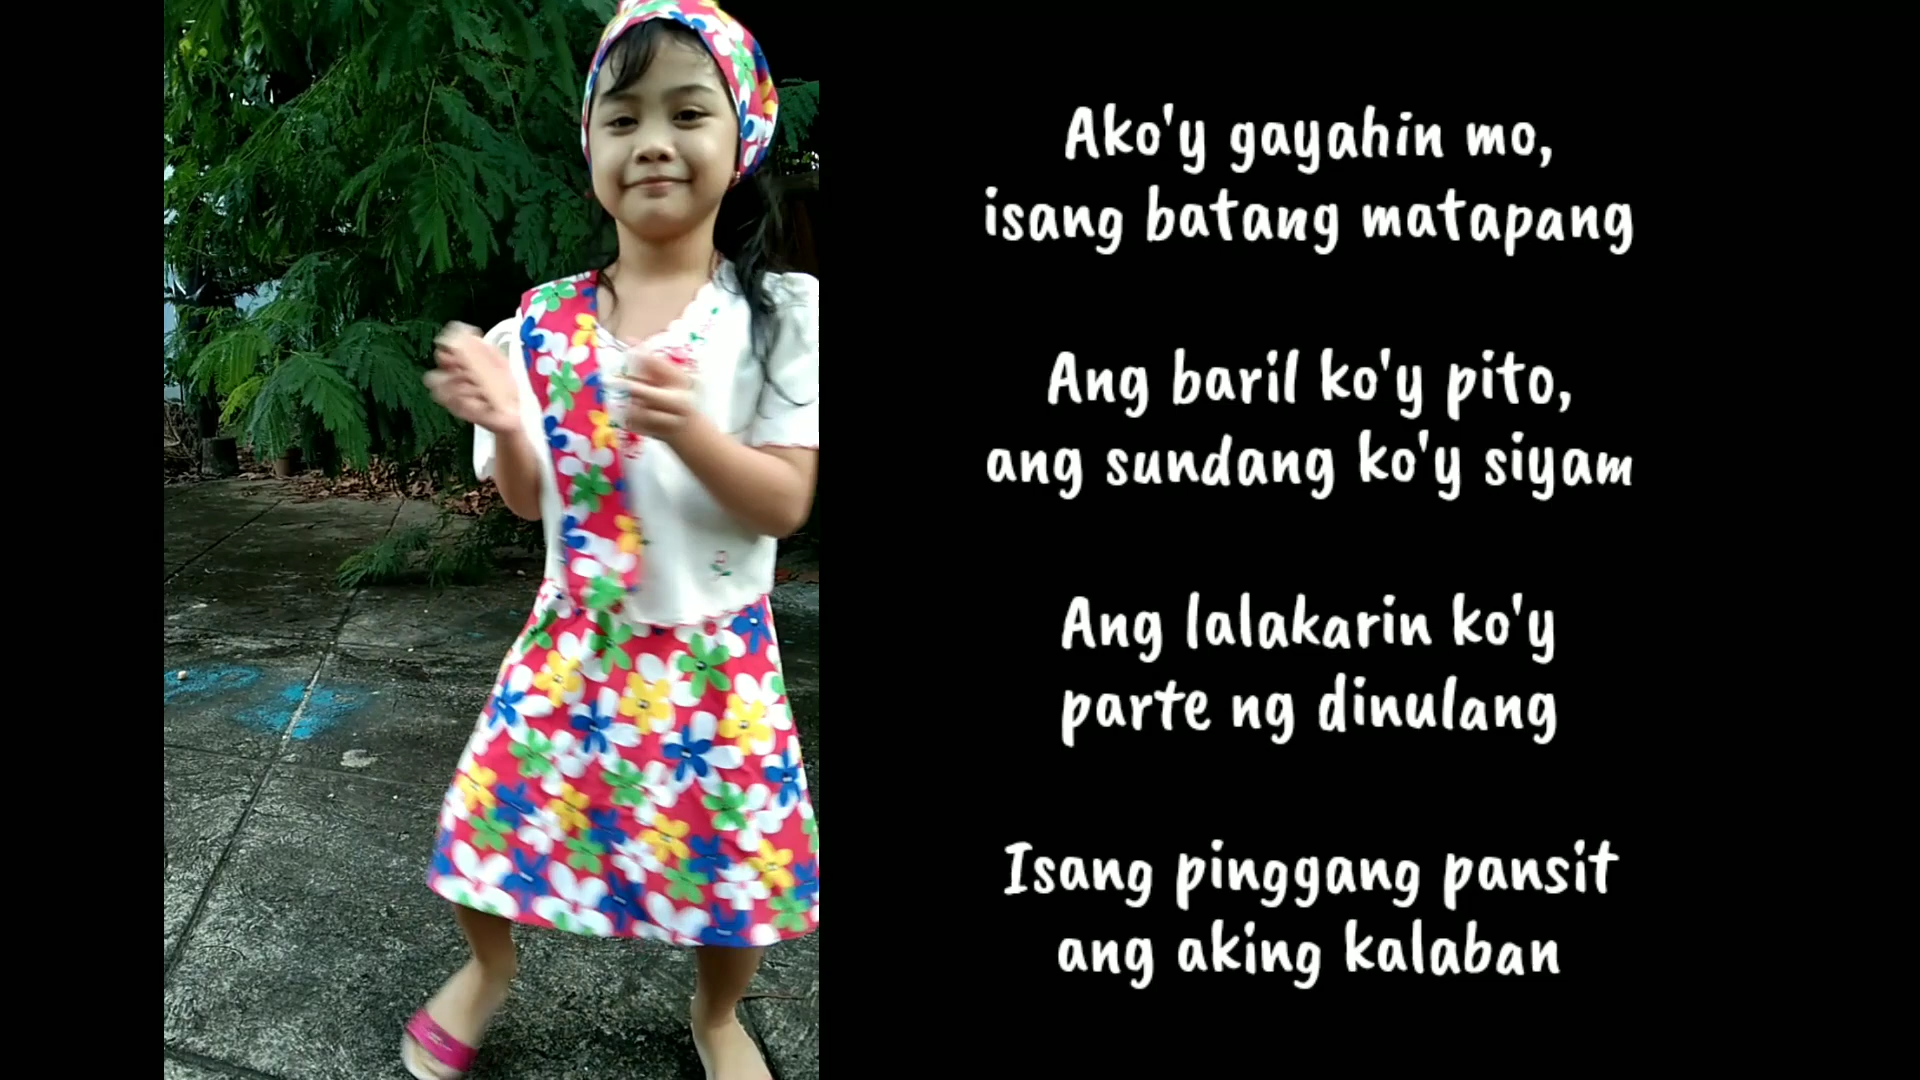 Ako'y gayahin mo,
isang batang matapang
Ang baril ko'y pito,
ang sundang ko'y siyam
Ang lalakarin ko'y
parte ng dinulang
Isang pinggang pansit
ang aking kalaban